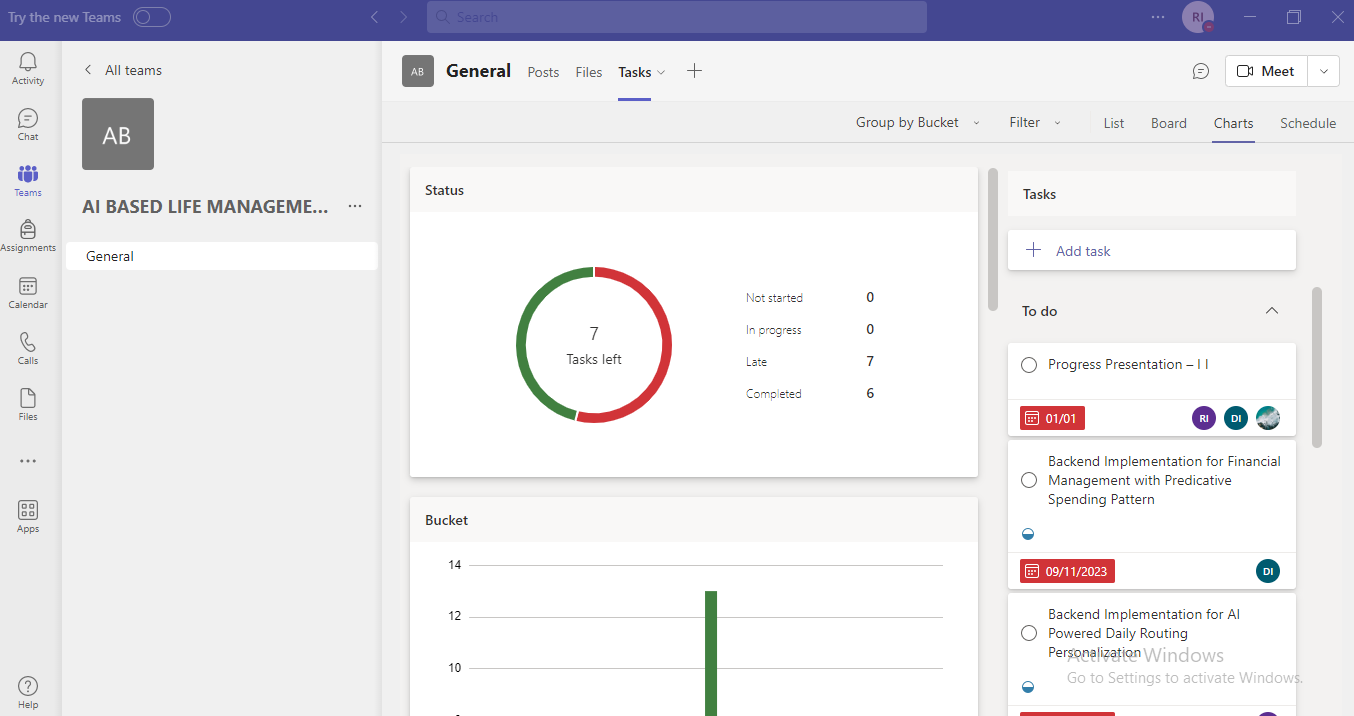 Try the new Teams
Search
RI
Activity
Chat
Teams
Assignments
Calendar
Calls
Files
Apps
Help
All teams
AB
AI BASED LIFE MANAGEME...
General
AB
General
Posts
Files
Tasks
Meet
Group by Bucket
Filter
List
Board
Charts
Schedule
Status
7
Tasks left
Not started 0
In progress 0
Late 7
Completed 6
Bucket
14
12
10
Tasks
Add task
To do
Progress Presentation – I I
01/01
RI
DI
Backend Implementation for Financial
Management with Predicative
Spending Pattern
09/11/2023
DI
Backend Implementation for AI
Powered Daily Routing
Personalization
Activate Windows
Go to Settings to activate Windows.